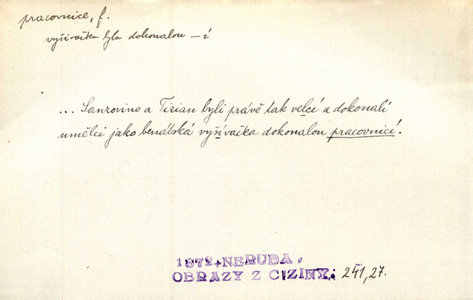 pracovnice, f.
vyšívačka byla dokonalou —í
... Sansovino a Tizian byli právě tak velcí a dokonalí
umělci jako benátská vyšívačka dokonalou pracovnicí.
1872, NERUDA,
OBRAZY Z CIZINY, 241,27.